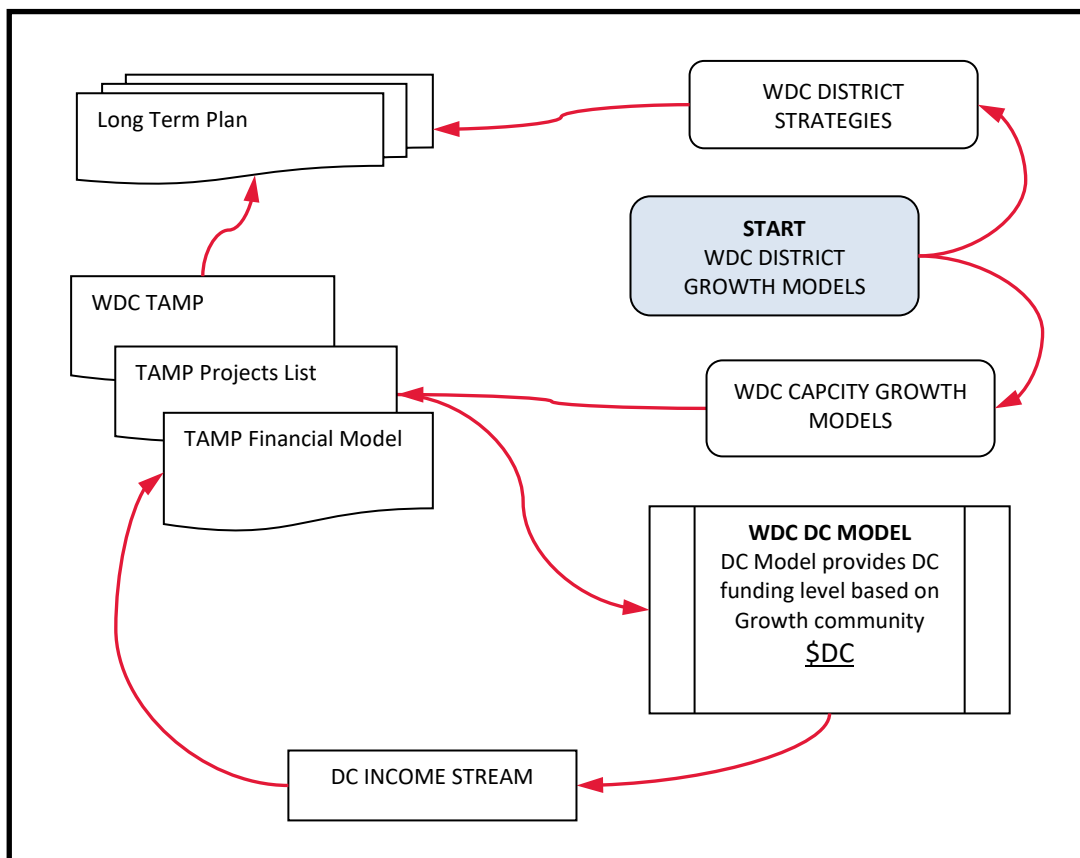 Long Term Plan
WDC DISTRICT
STRATEGIES
START
WDC DISTRICT
GROWTH MODELS
WDC TAMP
TAMP Projects List
TAMP Financial Model
WDC CAPCITY GROWTH
MODELS
WDC DC MODEL
DC Model provides DC
funding level based on
Growth community
$DC
DC INCOME STREAM